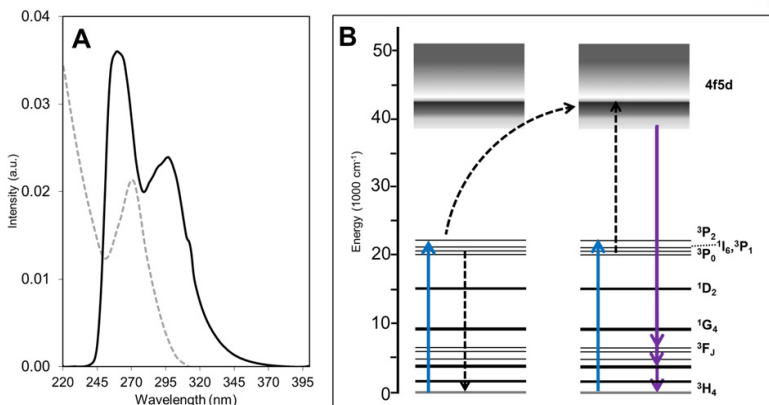 A
0.04
0.03
0.02
0.01
0.00
Intensity (a.u.)
220 245 270 295 320 345 370 395
Wavelength (nm)
B
50
40
30
20
10
0
Energy (1000 cm⁻¹)
4f5d
³P₂
¹I₆,³P₁
³P₀
¹D₂
¹G₄
³F_J
³H₄